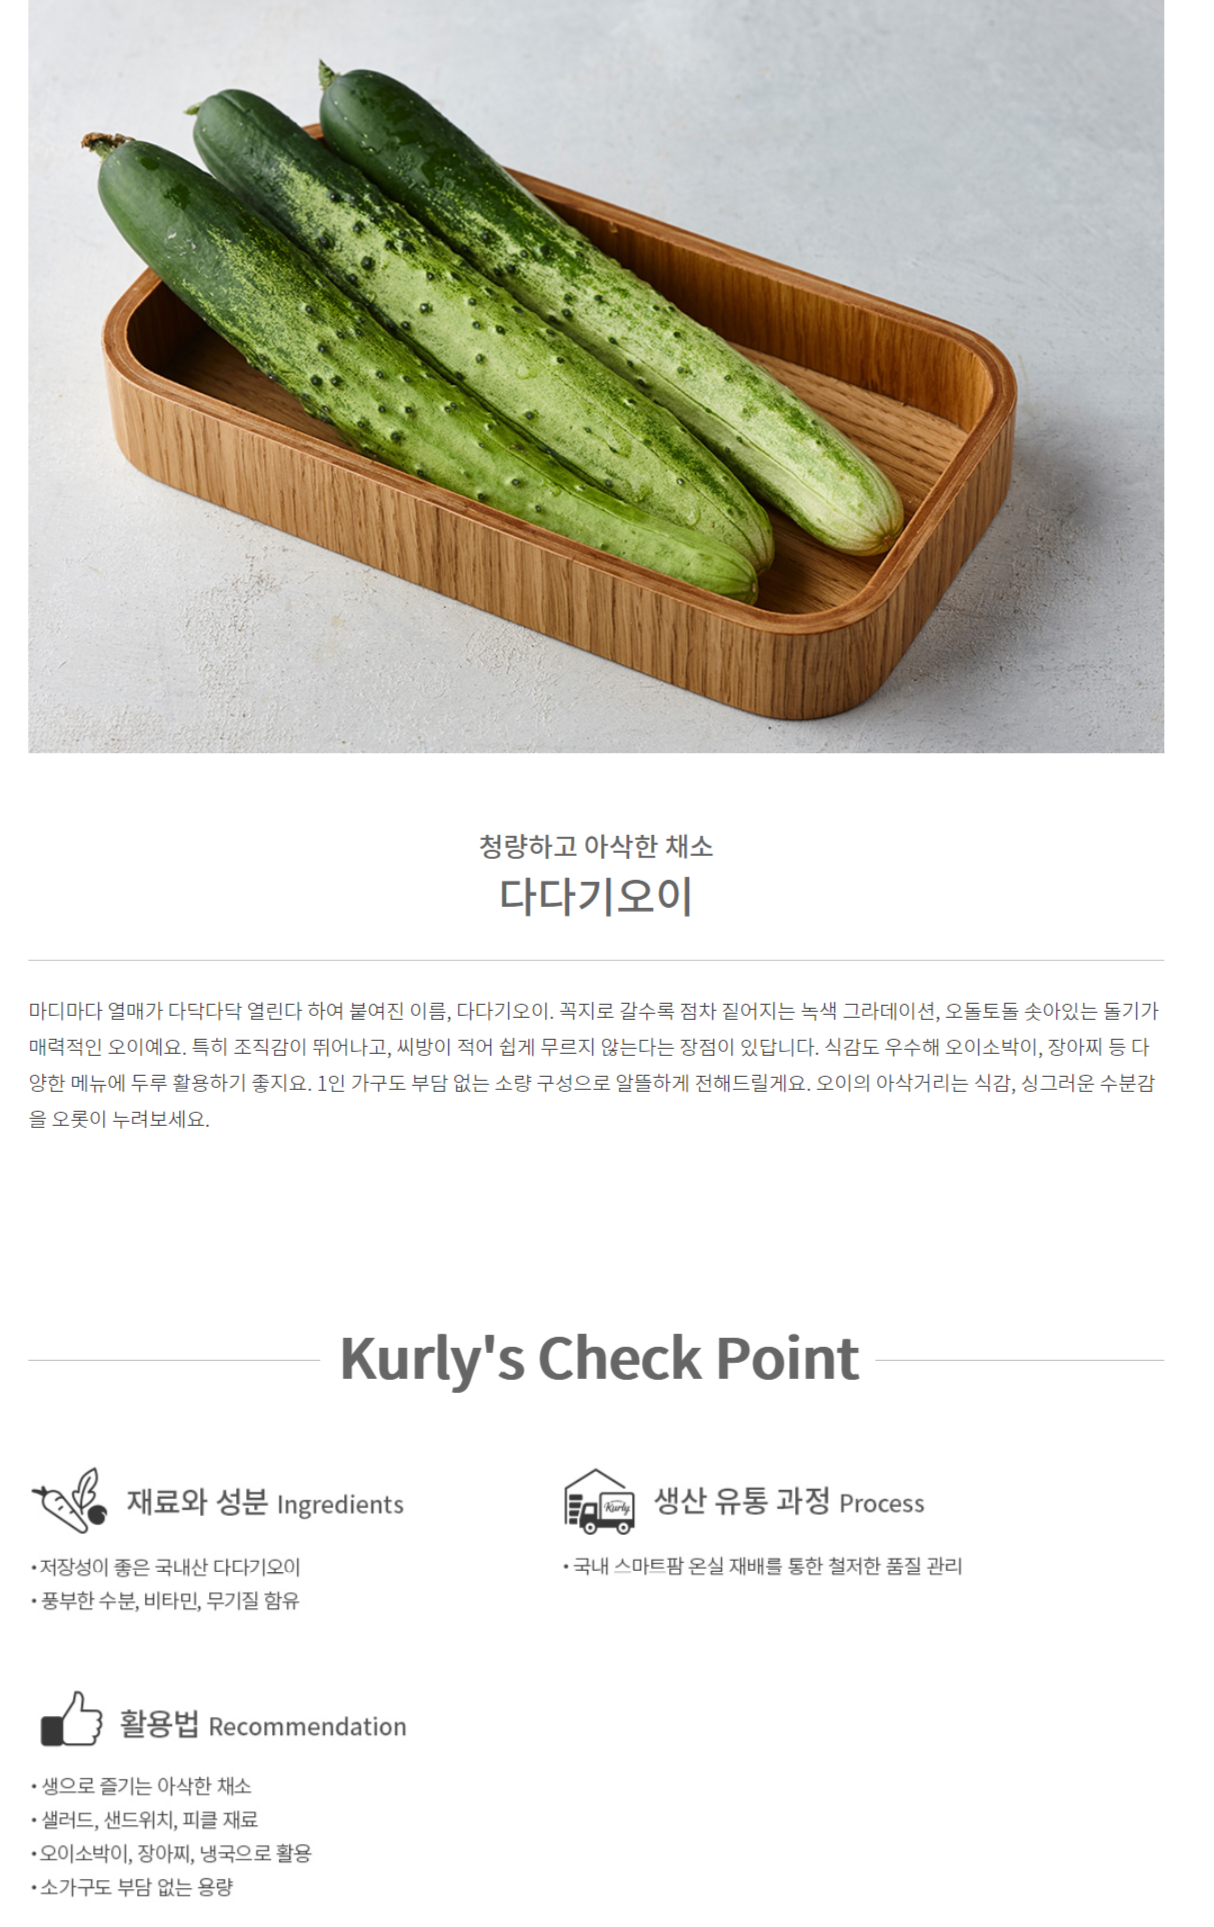 청량하고 아삭한 채소
다다기오이
마디마다 열매가 다닥다닥 열린다 하여 붙여진 이름, 다다기오이. 꼭지로 갈수록 점차 짙어지는 녹색 그라데이션, 오돌토돌 솟아있는 돌기가
매력적인 오이예요. 특히 조직감이 뛰어나고, 씨방이 적어 쉽게 무르지 않는다는 장점이 있답니다. 식감도 우수해 오이소박이, 장아찌 등 다
양한 메뉴에 두루 활용하기 좋지요. 1인 가구도 부담 없는 소량 구성으로 알뜰하게 전해드릴게요. 오이의 아삭거리는 식감, 싱그러운 수분감
을 오롯이 누려보세요.
Kurly's Check Point
재료와 성분 Ingredients
• 저장성이 좋은 국내산 다다기오이
• 풍부한 수분, 비타민, 무기질 함유
Kurly
생산 유통 과정 Process
• 국내 스마트팜 온실 재배를 통한 철저한 품질 관리
활용법 Recommendation
• 생으로 즐기는 아삭한 채소
• 샐러드, 샌드위치, 피클 재료
• 오이소박이, 장아찌, 냉국으로 활용
• 소가구도 부담 없는 용량